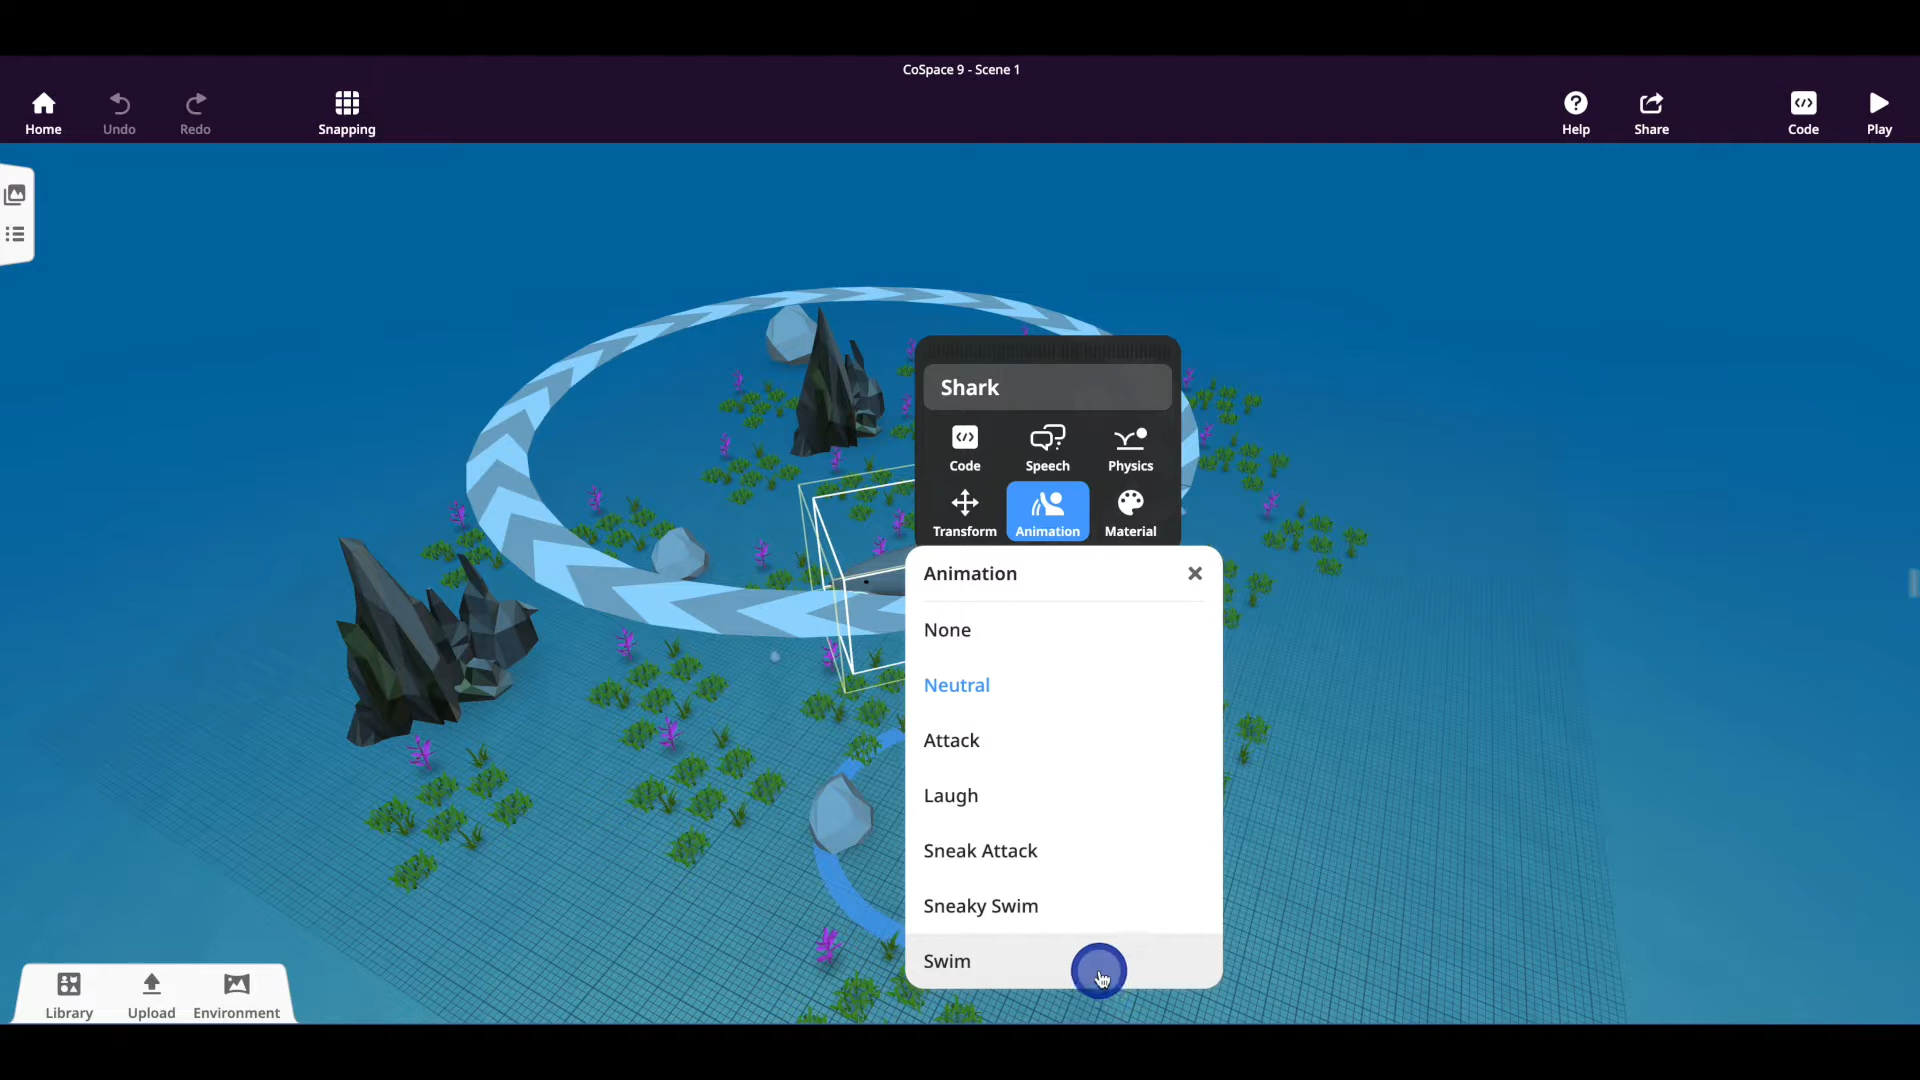 CoSpace 9 - Scene 1
Home
Undo
Redo
Snapping
Help
Share
Code
Play
Shark
Code
Speech
Physics
Transform
Animation
Material
Animation
None
Neutral
Attack
Laugh
Sneak Attack
Sneaky Swim
Swim
Library
Upload
Environment